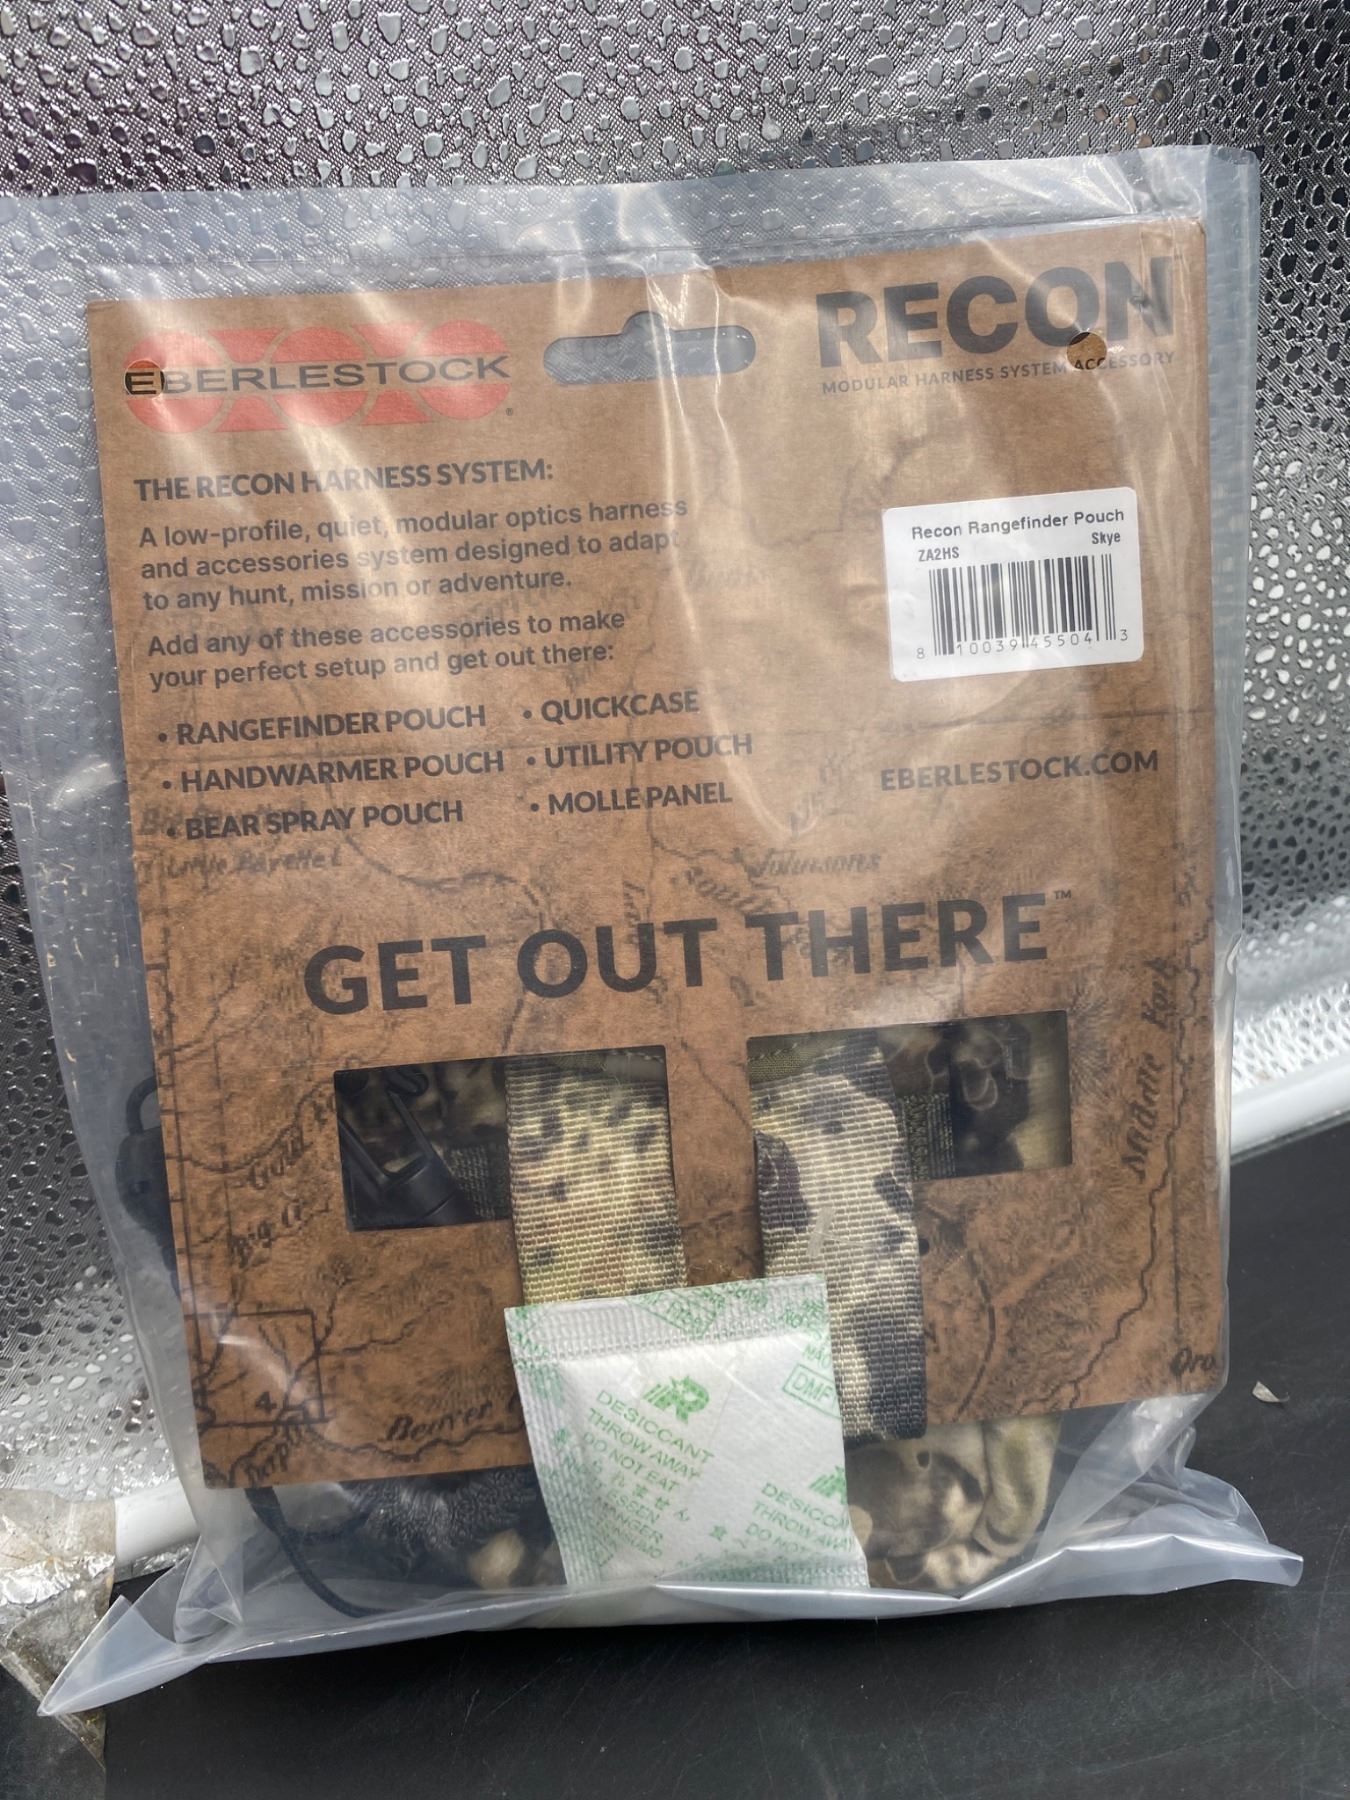 EBERLESTOCK
®
RECON
MODULAR HARNESS SYSTEM ACCESSORY
THE RECON HARNESS SYSTEM:
A low-profile, quiet, modular optics harness
and accessories system designed to adapt
to any hunt, mission or adventure.
Add any of these accessories to make
your perfect setup and get out there:
• RANGEFINDER POUCH
• HANDWARMER POUCH
• BEAR SPRAY POUCH
• QUICKCASE
• UTILITY POUCH
• MOLLE PANEL
Recon Rangefinder Pouch
ZA2HS Skye
8 10039 45504 3
EBERLESTOCK.COM
Johnsons
GET OUT THERE™
Middle Fork
Beaver
Oro
4
DESICCANT
THROW AWAY
DO NOT EAT
DMF
DESICCA
THROW AWAY
DO NOT